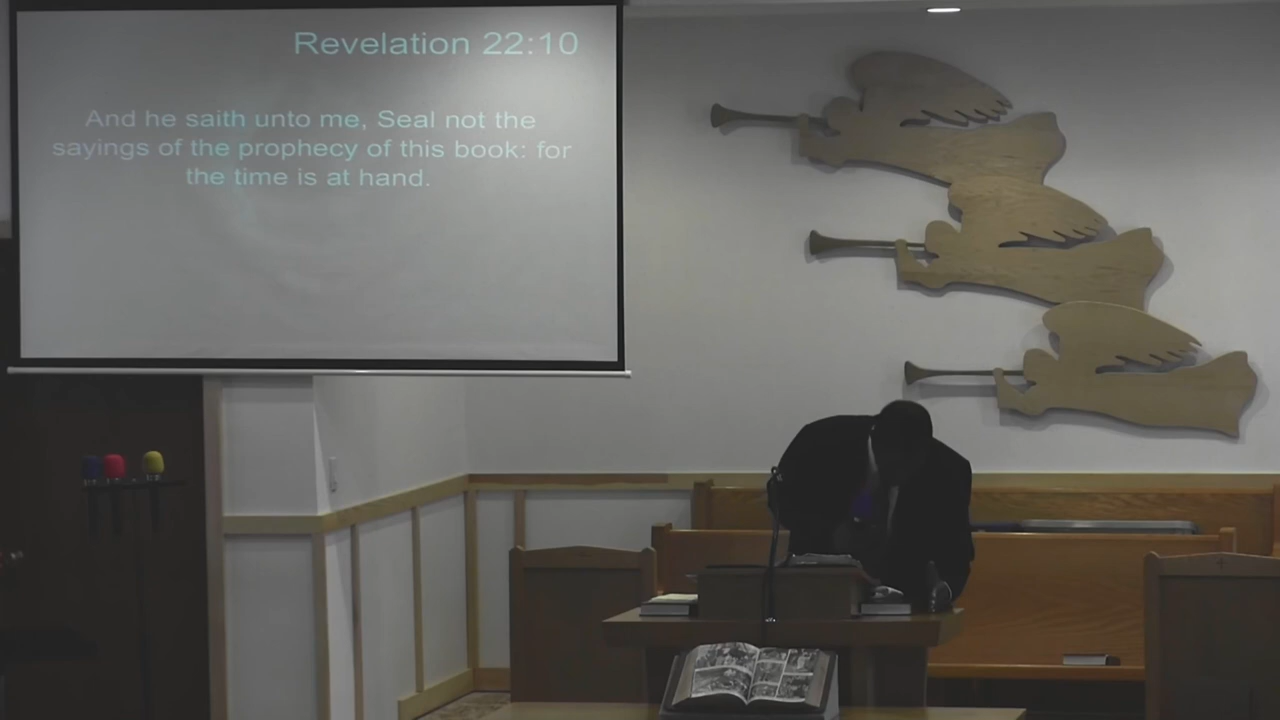 Revelation 22:10
And he saith unto me, Seal not the
sayings of the prophecy of this book: for
the time is at hand.